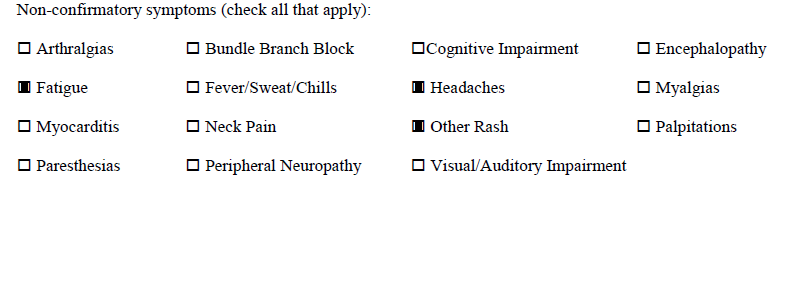 Non-confirmatory symptoms (check all that apply):
☐ Arthralgias ☐ Bundle Branch Block ☐Cognitive Impairment ☐ Encephalopathy
■ Fatigue ☐ Fever/Sweat/Chills ■ Headaches ☐ Myalgias
☐ Myocarditis ☐ Neck Pain ■ Other Rash ☐ Palpitations
☐ Paresthesias ☐ Peripheral Neuropathy ☐ Visual/Auditory Impairment